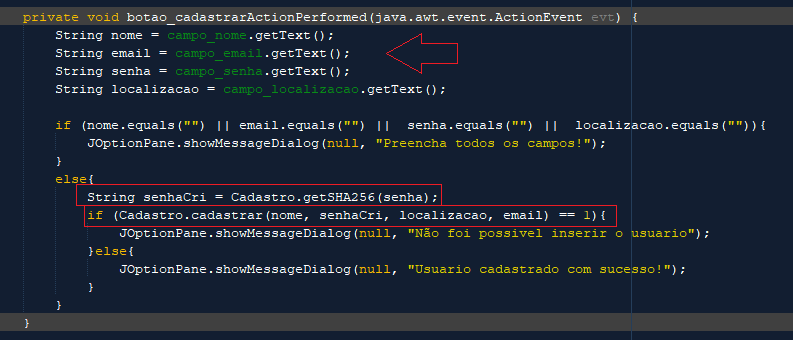 private void botao_cadastrarActionPerformed(java.awt.event.ActionEvent evt) {
String nome = campo_nome.getText();
String email = campo_email.getText();
String senha = campo_senha.getText();
String localizacao = campo_localizacao.getText();
if (nome.equals("") || email.equals("") || senha.equals("") || localizacao.equals("")){
JOptionPane.showMessageDialog(null, "Preencha todos os campos!");
}
else{
String senhaCri = Cadastro.getSHA256(senha);
if (Cadastro.cadastrar(nome, senhaCri, localizacao, email) == 1){
JOptionPane.showMessageDialog(null, "Não foi possivel inserir o usuario");
}else{
JOptionPane.showMessageDialog(null, "Usuario cadastrado com sucesso!");
}
}
}